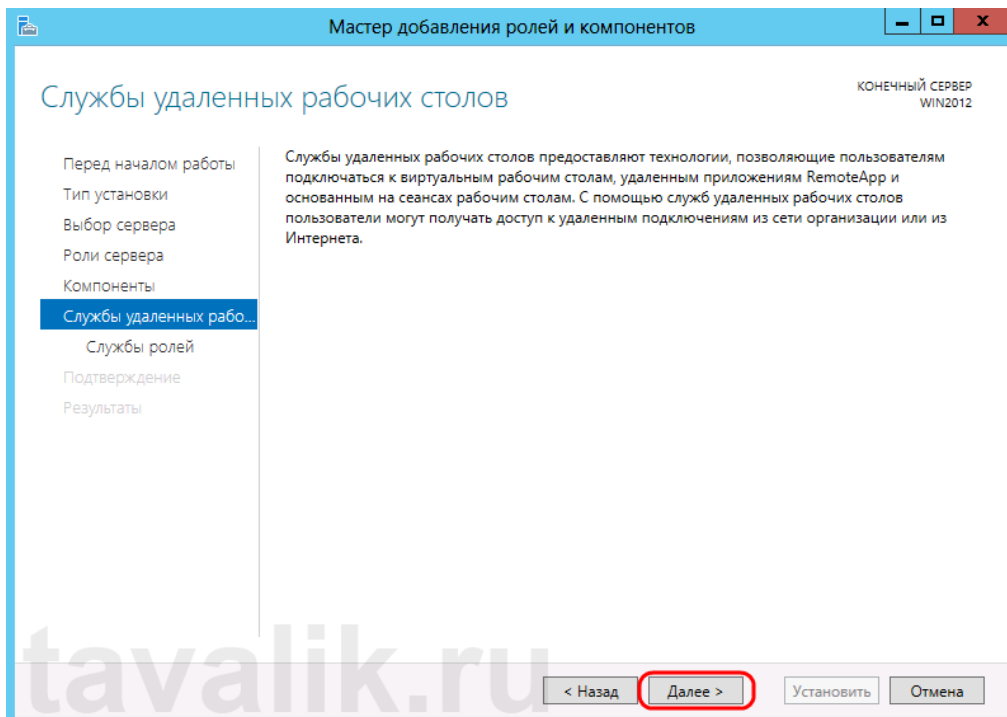 Мастер добавления ролей и компонентов
Службы удаленных рабочих столов
КОНЕЧНЫЙ СЕРВЕР
WIN2012
Перед началом работы
Тип установки
Выбор сервера
Роли сервера
Компоненты
Службы удаленных рабо...
Службы ролей
Подтверждение
Результаты
Службы удаленных рабочих столов предоставляют технологии, позволяющие пользователям
подключаться к виртуальным рабочим столам, удаленным приложениям RemoteApp и
основанным на сеансах рабочим столам. С помощью служб удаленных рабочих столов
пользователи могут получать доступ к удаленным подключениям из сети организации или из
Интернета.
tavalik.ru
< Назад
Далее >
Установить
Отмена